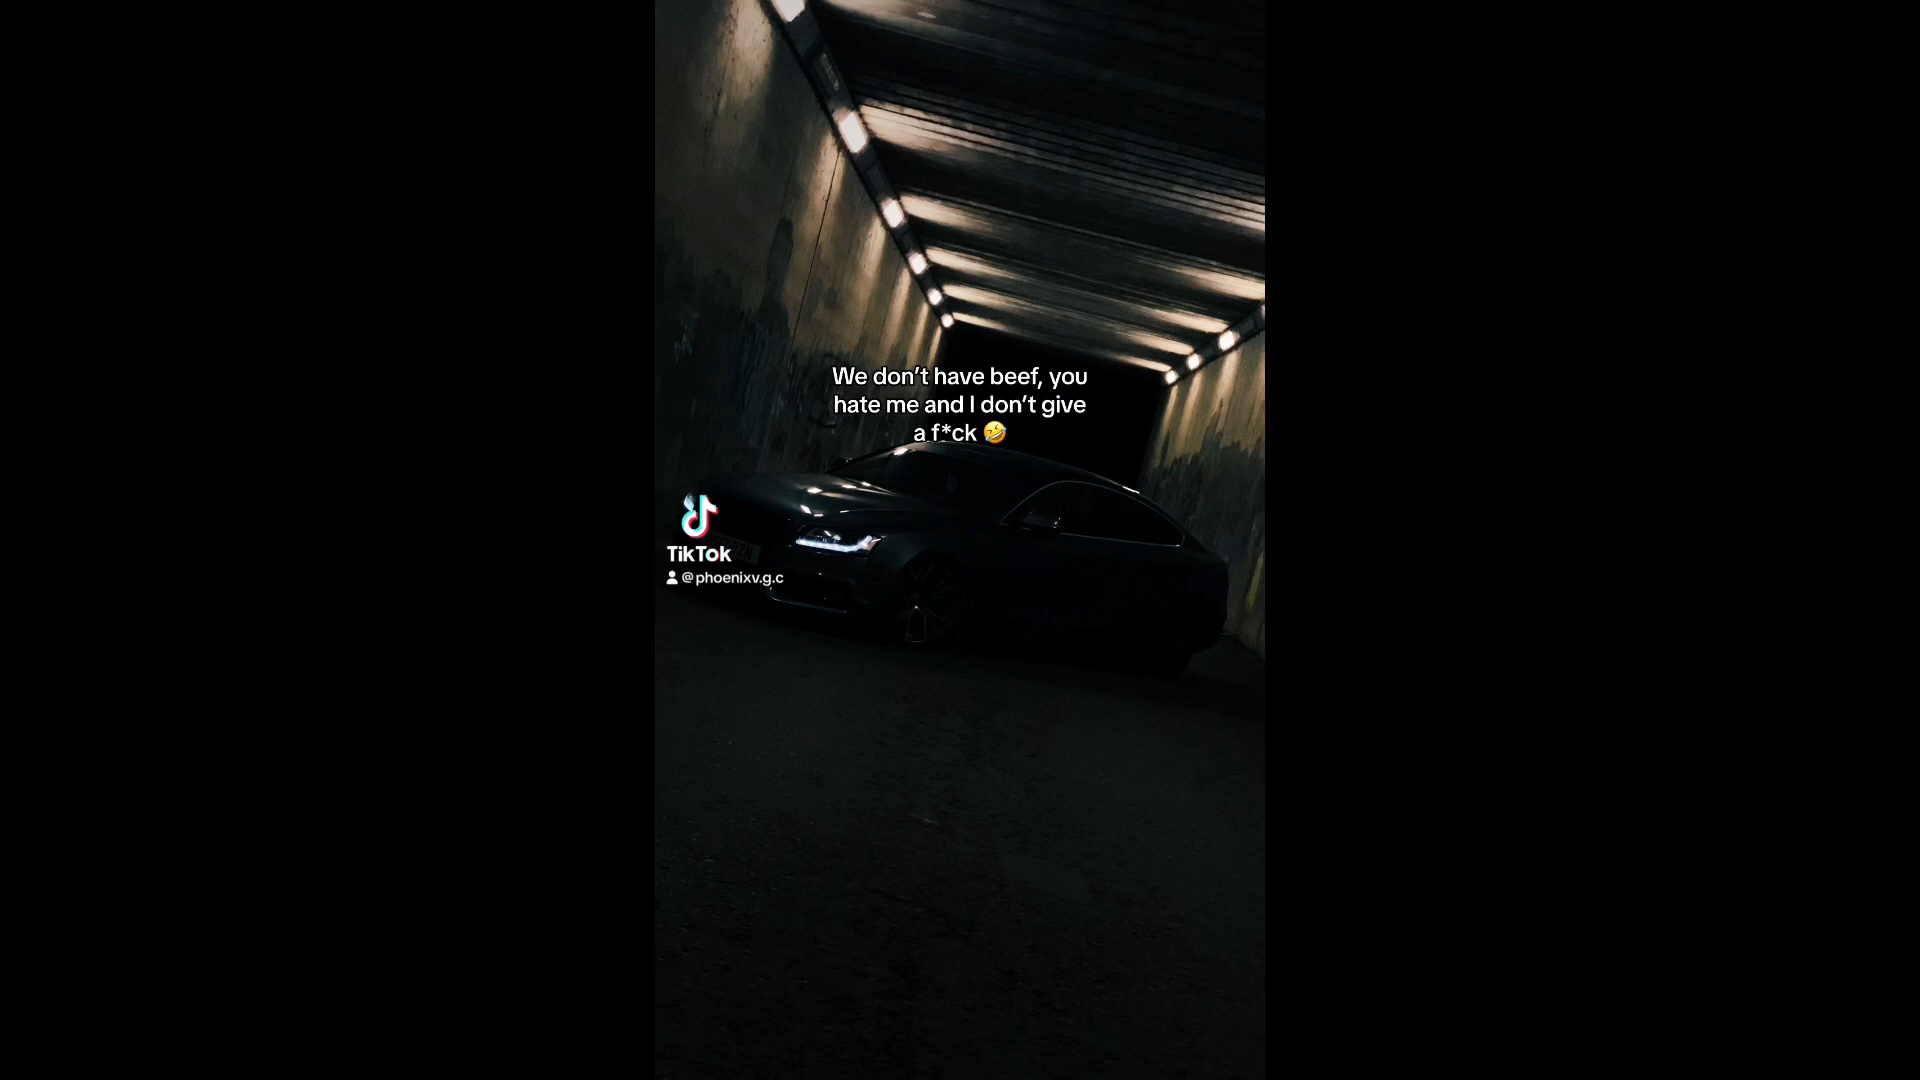 We don’t have beef, you
hate me and I don’t give
a f*ck 🤣
TikTok
@phoenixv.g.c